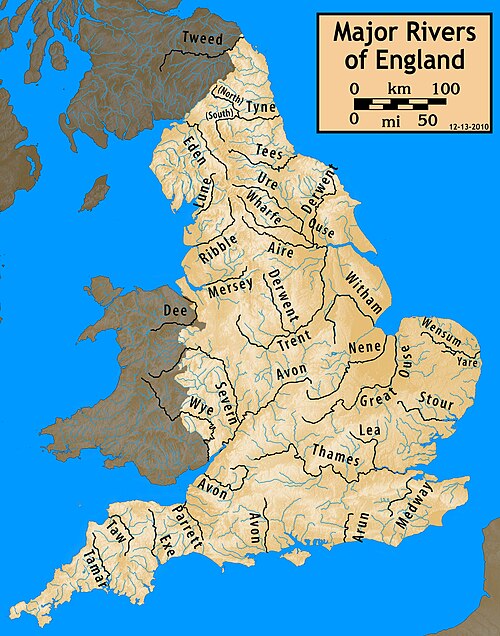 Major Rivers
of England
0 km 100
0 mi 50
12-13-2010
Tweed
(North)
Tyne
(South)
Eden
Tees
Lune
Ure
Derwent
Wharfe
Ouse
Ribble
Aire
Mersey
Derwent
Witham
Dee
Trent
Nene
Ouse
Wensum
Yare
Avon
Severn
Wye
Great
Stour
Lea
Thames
Avon
Medway
Parrett
Avon
Arun
Taw
Exe
Tamar